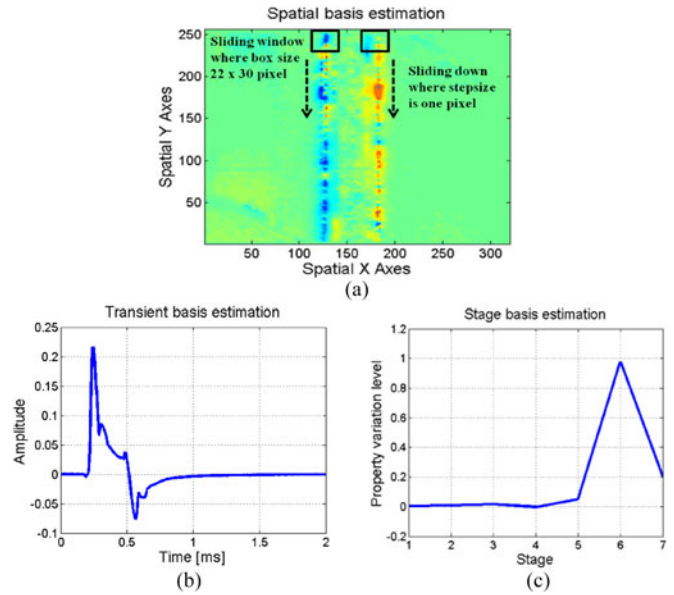 Spatial basis estimation
250
200
150
100
50
Spatial Y Axes
Sliding window
where box size
22 x 30 pixel
Sliding down
where stepsize
is one pixel
50 100 150 200 250 300
Spatial X Axes
(a)
Transient basis estimation
0.25
0.2
0.15
0.1
0.05
0
-0.05
-0.1
Amplitude
0 0.5 1 1.5 2
Time [ms]
(b)
Stage basis estimation
1.2
1
0.8
0.6
0.4
0.2
0
-0.2
Property variation level
1 2 3 4 5 6 7
Stage
(c)